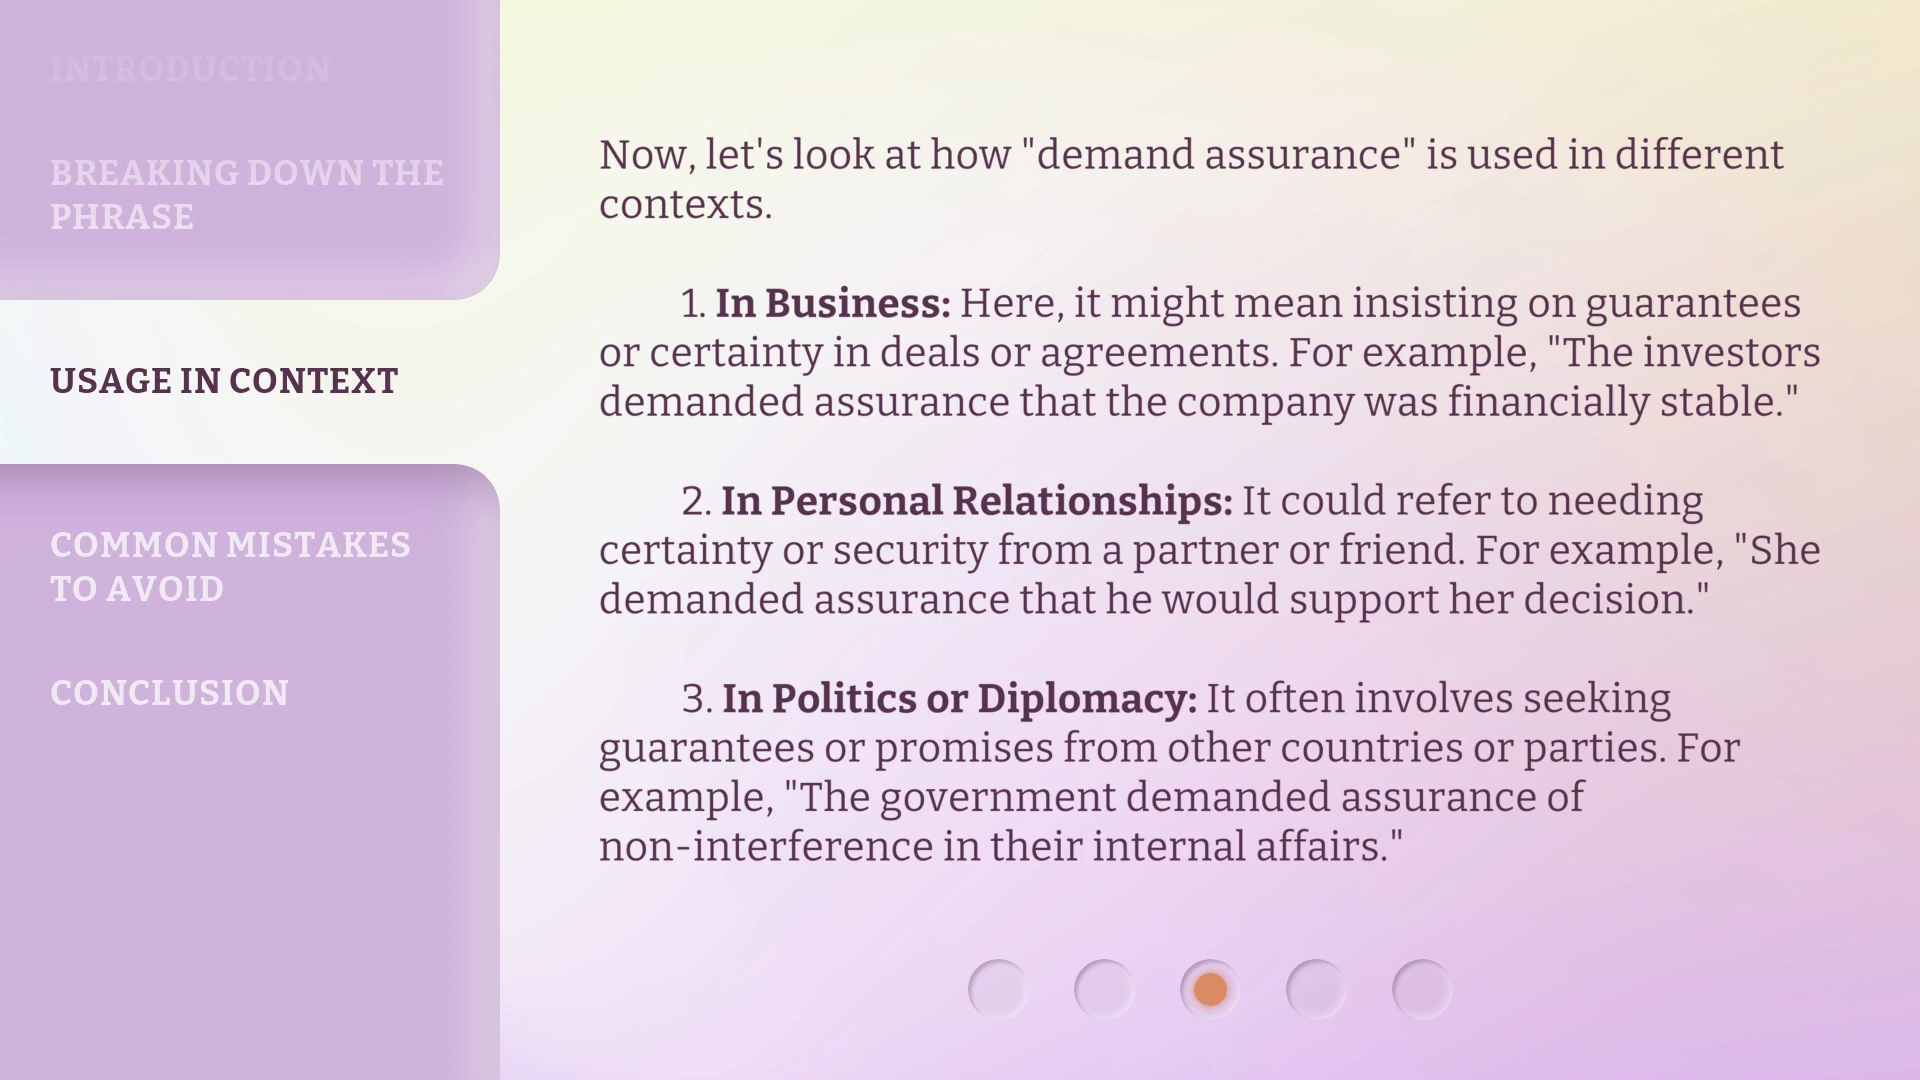 INTRODUCTION
BREAKING DOWN THE
PHRASE
USAGE IN CONTEXT
COMMON MISTAKES
TO AVOID
CONCLUSION
Now, let's look at how "demand assurance" is used in different
contexts.
1. In Business: Here, it might mean insisting on guarantees
or certainty in deals or agreements. For example, "The investors
demanded assurance that the company was financially stable."
2. In Personal Relationships: It could refer to needing
certainty or security from a partner or friend. For example, "She
demanded assurance that he would support her decision."
3. In Politics or Diplomacy: It often involves seeking
guarantees or promises from other countries or parties. For
example, "The government demanded assurance of
non-interference in their internal affairs."